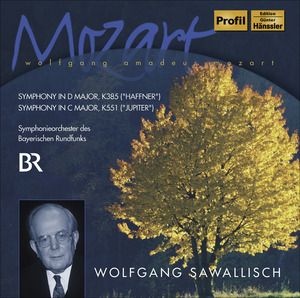 Mozart
wolfgang amadeus mozart
Profil
Edition
Günter
Hänssler
SYMPHONY IN D MAJOR, K385 ("HAFFNER")
SYMPHONY IN C MAJOR, K551 ("JUPITER")
Symphonieorchester des
Bayerischen Rundfunks
BR
WOLFGANG SAWALLISCH